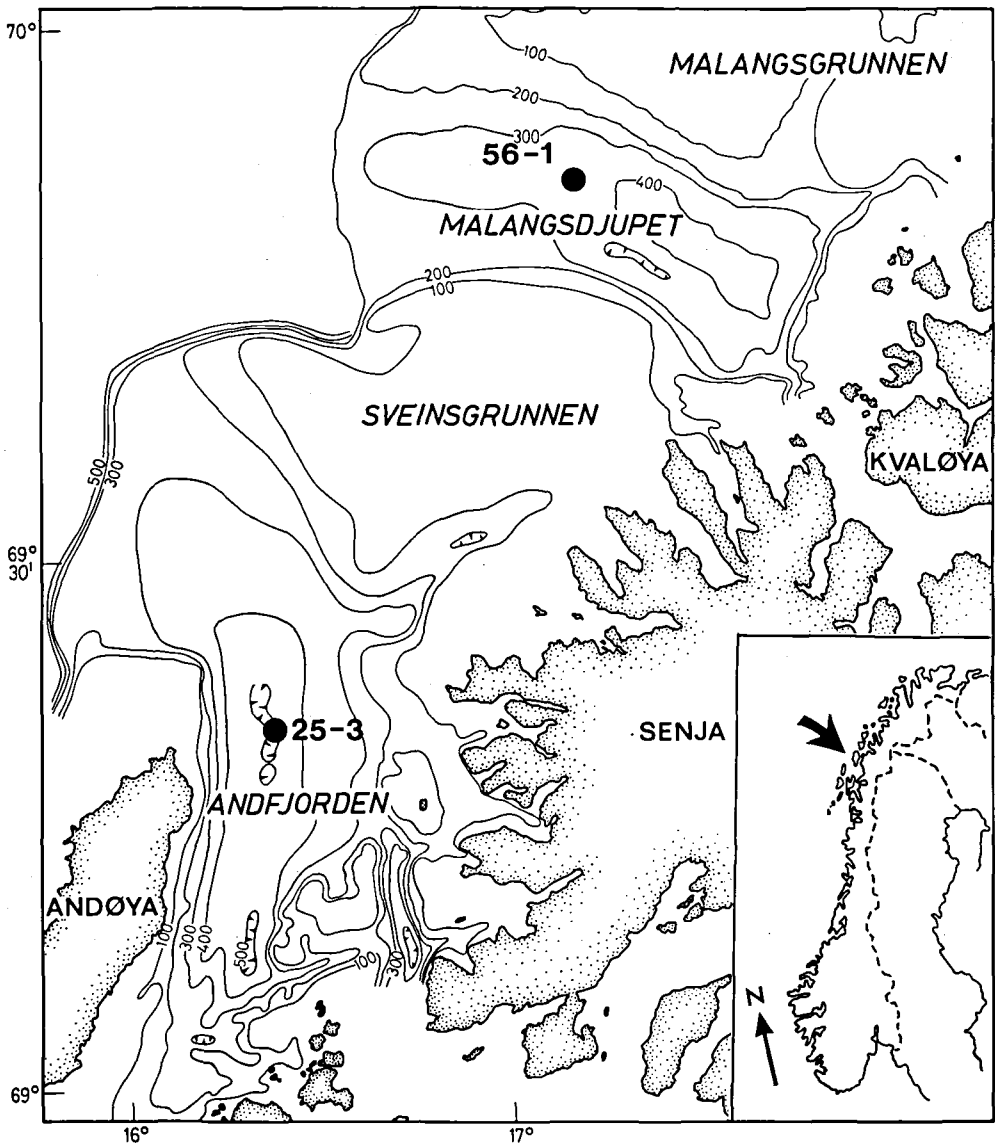 70°
MALANGSGRUNNEN
100
200
300
56-1
400
MALANGSDJUPET
200
100
SVEINSGRUNNEN
KVALØYA
500
300
69°
30'
25-3
SENJA
ANDFJORDEN
ANDØYA
100
300
400
500
100
300
N
69°
16°
17°